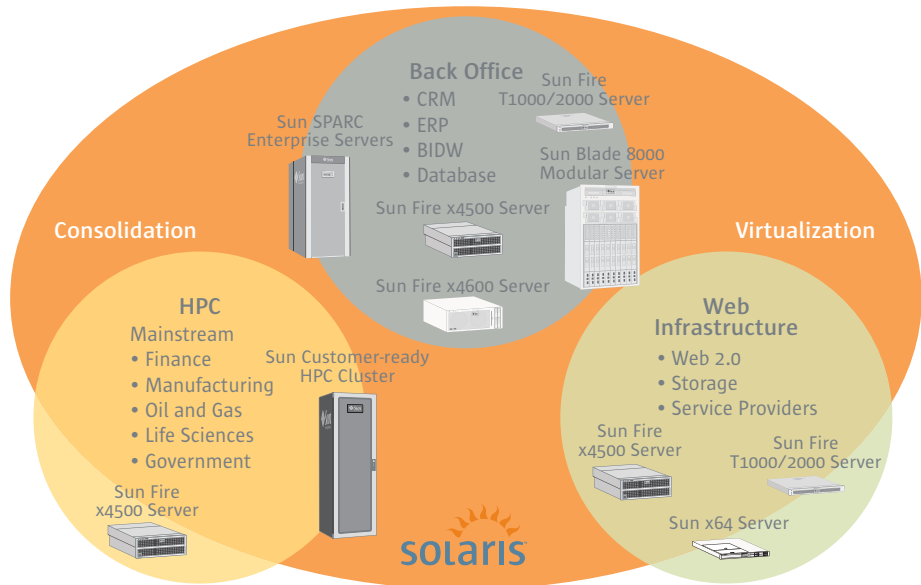 Back Office
• CRM
• ERP
• BIDW
• Database
Sun Fire
T1000/2000 Server
Sun SPARC
Enterprise Servers
Sun Blade 8000
Modular Server
Sun Fire x4500 Server
Sun Fire x4600 Server
Consolidation
Virtualization
HPC
Mainstream
• Finance
• Manufacturing
• Oil and Gas
• Life Sciences
• Government
Sun Customer-ready
HPC Cluster
Sun Fire
x4500 Server
Web
Infrastructure
• Web 2.0
• Storage
• Service Providers
Sun Fire
x4500 Server
Sun Fire
T1000/2000 Server
Sun x64 Server
solaris